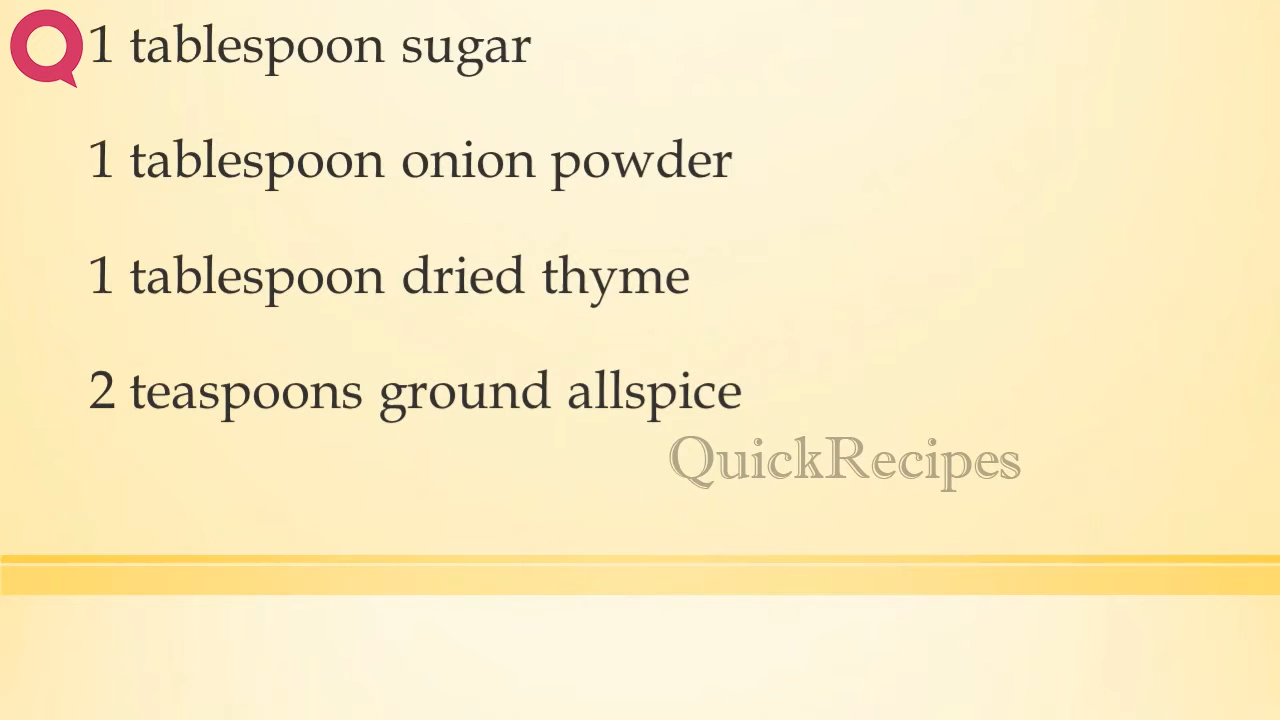 1 tablespoon sugar
1 tablespoon onion powder
1 tablespoon dried thyme
2 teaspoons ground allspice
QuickRecipes